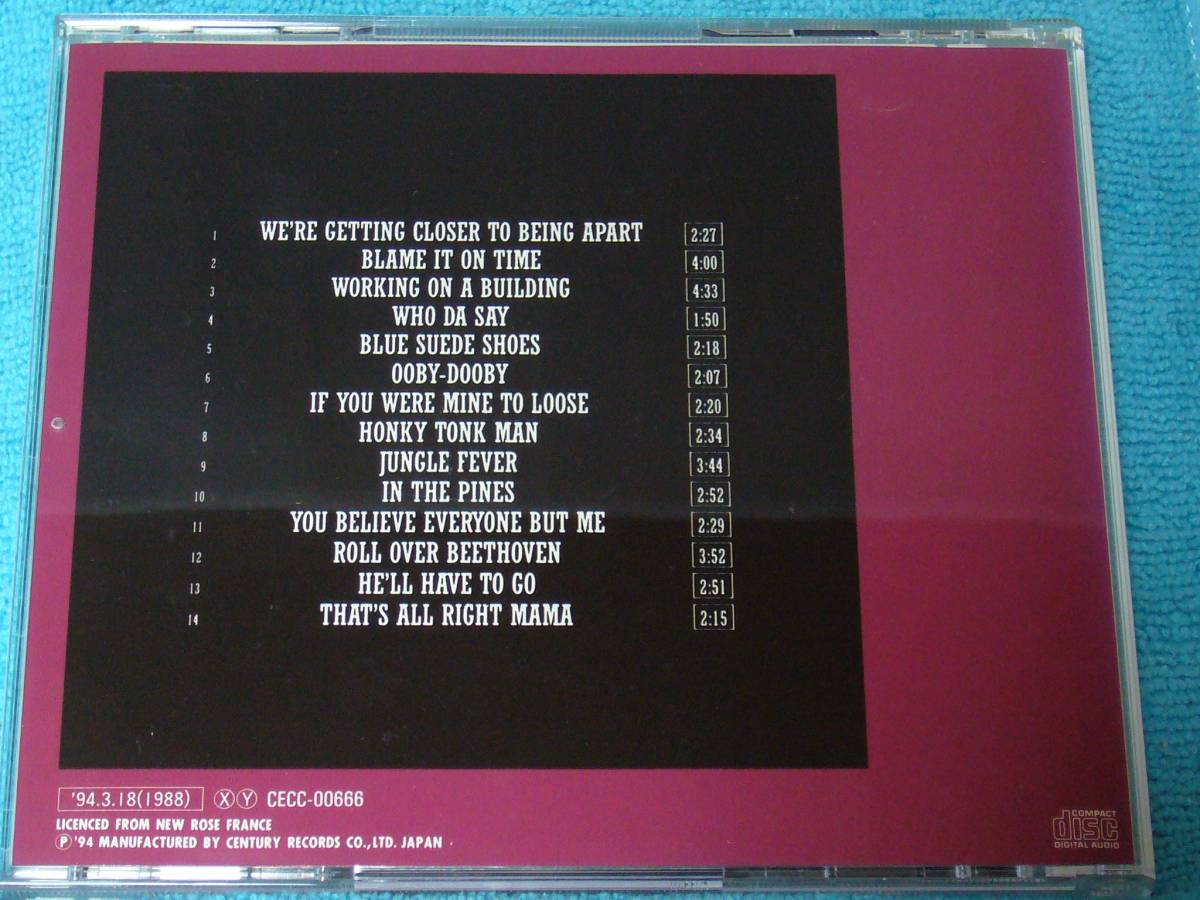 1 WE'RE GETTING CLOSER TO BEING APART 2:27
2 BLAME IT ON TIME 4:00
3 WORKING ON A BUILDING 4:33
4 WHO DA SAY 1:50
5 BLUE SUEDE SHOES 2:18
6 OOBY-DOOBY 2:07
7 IF YOU WERE MINE TO LOOSE 2:20
8 HONKY TONK MAN 2:34
9 JUNGLE FEVER 3:44
10 IN THE PINES 2:52
11 YOU BELIEVE EVERYONE BUT ME 2:29
12 ROLL OVER BEETHOVEN 3:52
13 HE'LL HAVE TO GO 2:51
14 THAT'S ALL RIGHT MAMA 2:15
'94.3.18(1988) Ⓧ Ⓨ CECC-00666
LICENCED FROM NEW ROSE FRANCE
Ⓟ '94 MANUFACTURED BY CENTURY RECORDS CO.,LTD. JAPAN
COMPACT
disc
DIGITAL AUDIO